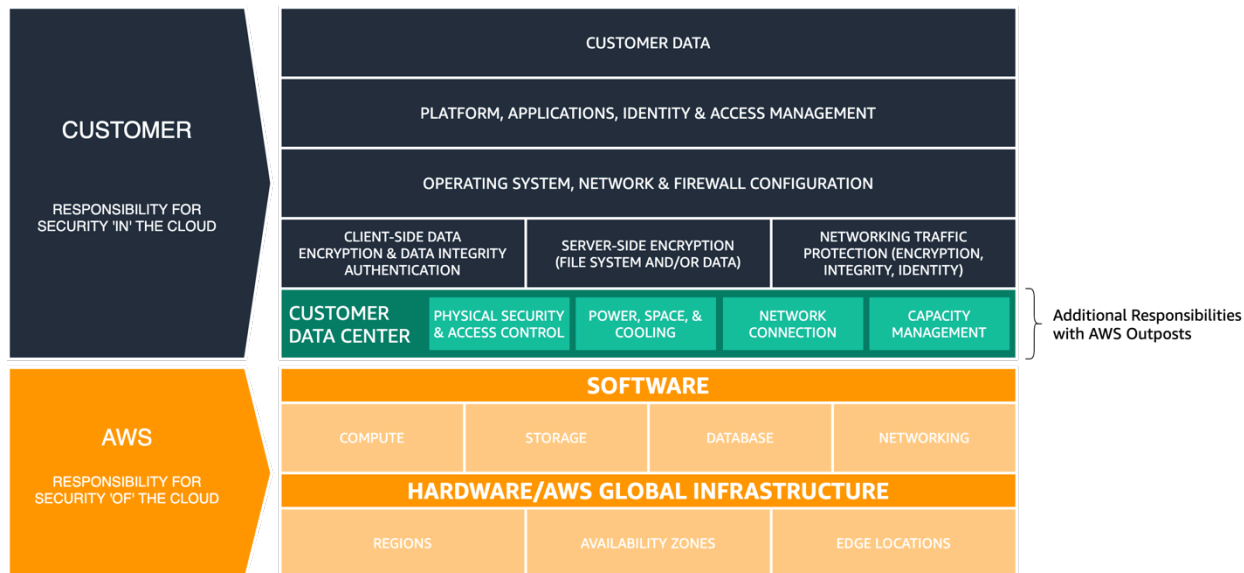 CUSTOMER
RESPONSIBILITY FOR
SECURITY 'IN' THE CLOUD
CUSTOMER DATA
PLATFORM, APPLICATIONS, IDENTITY & ACCESS MANAGEMENT
OPERATING SYSTEM, NETWORK & FIREWALL CONFIGURATION
CLIENT-SIDE DATA
ENCRYPTION & DATA INTEGRITY
AUTHENTICATION
SERVER-SIDE ENCRYPTION
(FILE SYSTEM AND/OR DATA)
NETWORKING TRAFFIC
PROTECTION (ENCRYPTION,
INTEGRITY, IDENTITY)
CUSTOMER
DATA CENTER
PHYSICAL SECURITY
& ACCESS CONTROL
POWER, SPACE, &
COOLING
NETWORK
CONNECTION
CAPACITY
MANAGEMENT
Additional Responsibilities
with AWS Outposts
AWS
RESPONSIBILITY FOR
SECURITY 'OF' THE CLOUD
SOFTWARE
COMPUTE
STORAGE
DATABASE
NETWORKING
HARDWARE/AWS GLOBAL INFRASTRUCTURE
REGIONS
AVAILABILITY ZONES
EDGE LOCATIONS